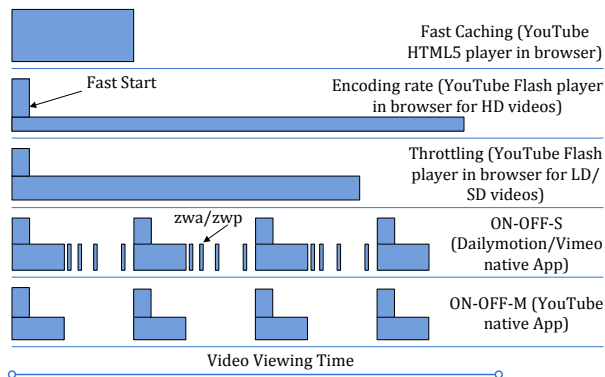 Fast Caching (YouTube
HTML5 player in browser)
Fast Start
Encoding rate (YouTube Flash player
in browser for HD videos)
Throttling (YouTube Flash
player in browser for LD/
SD videos)
zwa/zwp
ON-OFF-S
(Dailymotion/Vimeo
native App)
ON-OFF-M (YouTube
native App)
Video Viewing Time